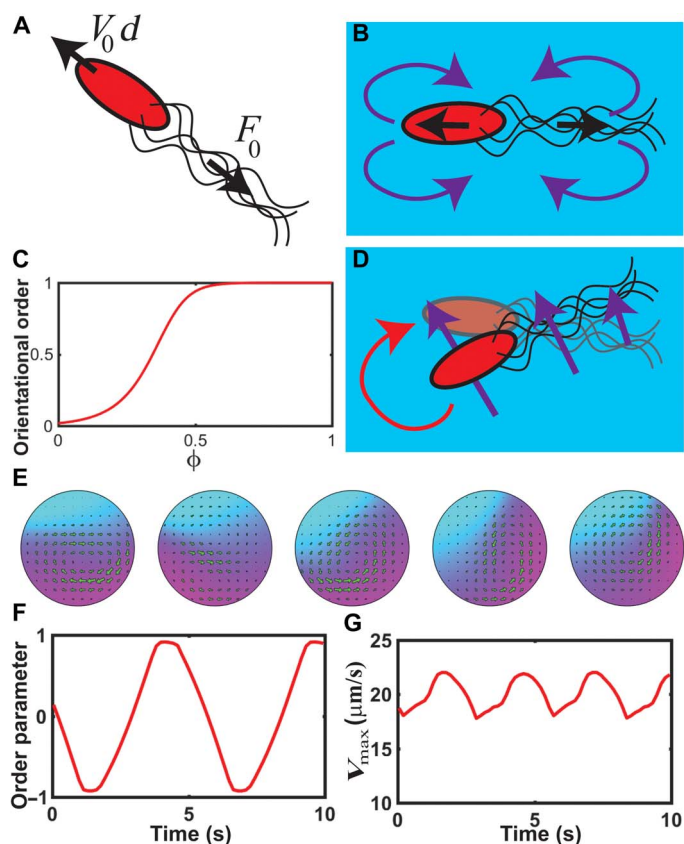 A
V₀d
F₀
B
C
Orientational order
1
0.5
0
0
0.5
1
ϕ
D
E
F
Order parameter
1
0
−1
0
5
10
Time (s)
G
Vmax (μm/s)
25
20
15
10
0
5
10
Time (s)